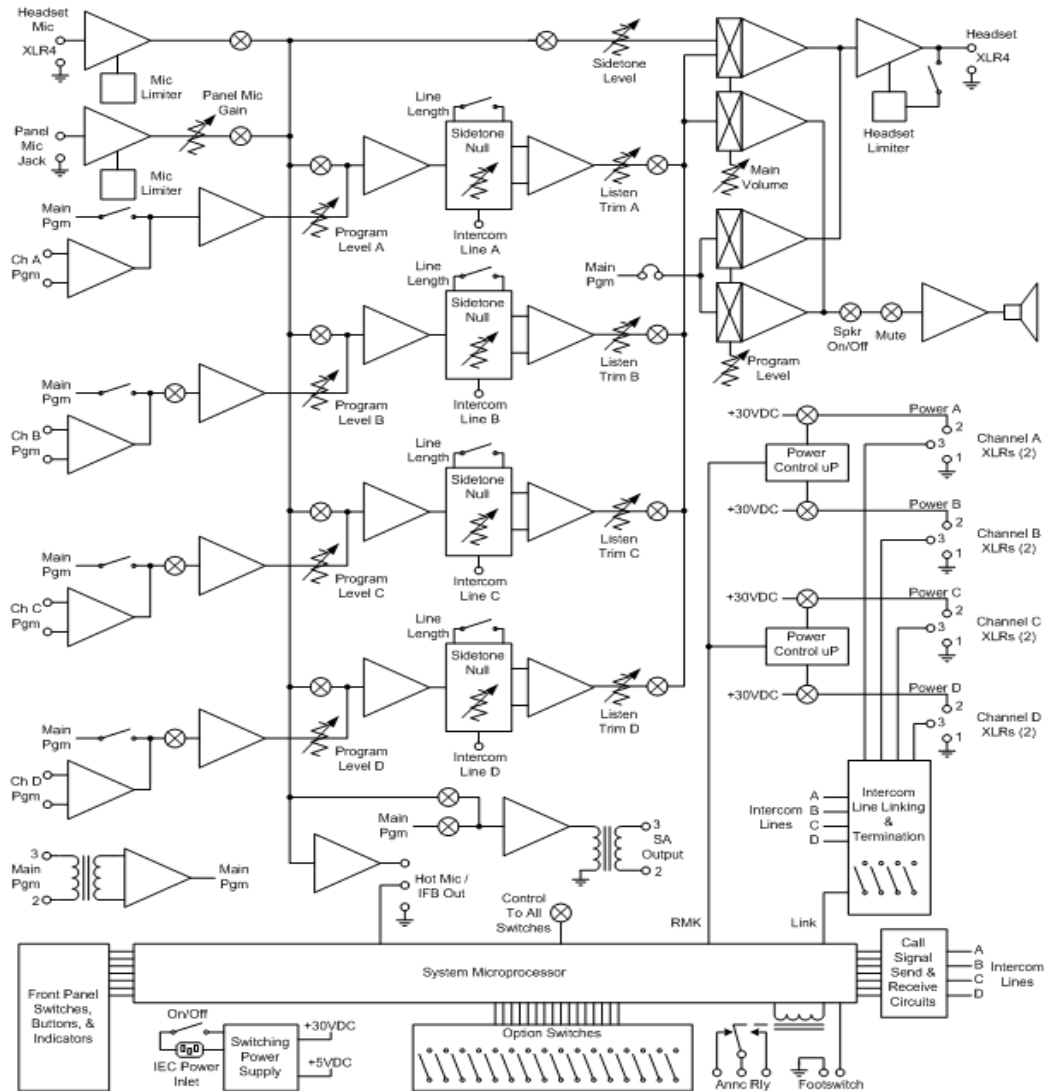 Headset
Mic
XLR4
Mic
Limiter
Panel Mic
Gain
Panel
Mic
Jack
Mic
Limiter
Sidetone
Level
Headset
XLR4
Headset
Limiter
Main
Volume
Main
Pgm
Ch A
Pgm
Program
Level A
Line
Length
Sidetone
Null
Intercom
Line A
Listen
Trim A
Main
Pgm
Spkr
On/Off
Mute
Program
Level
Main
Pgm
Ch B
Pgm
Program
Level B
Line
Length
Sidetone
Null
Intercom
Line B
Listen
Trim B
Main
Pgm
Ch C
Pgm
Program
Level C
Line
Length
Sidetone
Null
Intercom
Line C
Listen
Trim C
Main
Pgm
Ch D
Pgm
Program
Level D
Line
Length
Sidetone
Null
Intercom
Line D
Listen
Trim D
+30VDC
Power A
2
3
1
Channel A
XLRs (2)
Power
Control uP
+30VDC
Power B
2
3
1
Channel B
XLRs (2)
+30VDC
Power C
2
3
1
Channel C
XLRs (2)
Power
Control uP
+30VDC
Power D
2
3
1
Channel D
XLRs (2)
Intercom
Lines
A
B
C
D
Intercom
Line Linking
&
Termination
Main
Pgm
3
SA
Output
2
3
Main
Pgm
2
Main
Pgm
Hot Mic /
IFB Out
Control
To All
Switches
RMK
Link
System Microprocessor
Front Panel
Switches,
Buttons, &
Indicators
Call
Signal
Send &
Receive
Circuits
A
B
C
D
Intercom
Lines
On/Off
IEC Power
Inlet
Switching
Power
Supply
+30VDC
+5VDC
Option Switches
Annc Rly
Footswitch